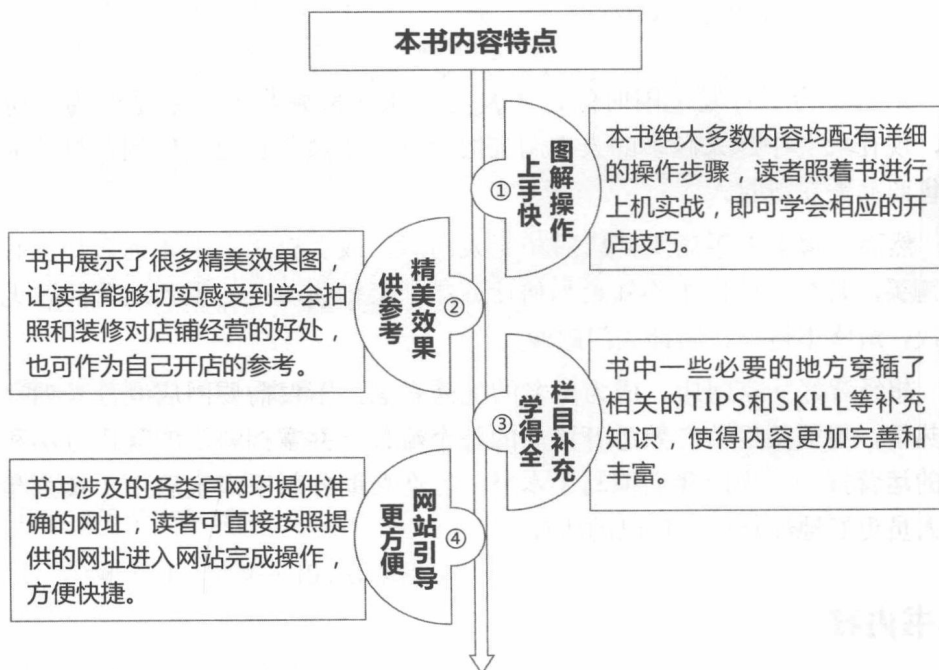 本书内容特点
①
图解操作
上手快
本书绝大多数内容均配有详细
的操作步骤，读者照着书进行
上机实战，即可学会相应的开
店技巧。
书中展示了很多精美效果图，
让读者能够切实感受到学会拍
照和装修对店铺经营的好处，
也可作为自己开店的参考。
精美效果
供参考
②
③
栏目补充
学得全
书中一些必要的地方穿插了
相关的TIPS和SKILL等补充
知识，使得内容更加完善和
丰富。
书中涉及的各类官网均提供准
确的网址，读者可直接按照提
供的网址进入网站完成操作，
方便快捷。
网站引导
更方便
④